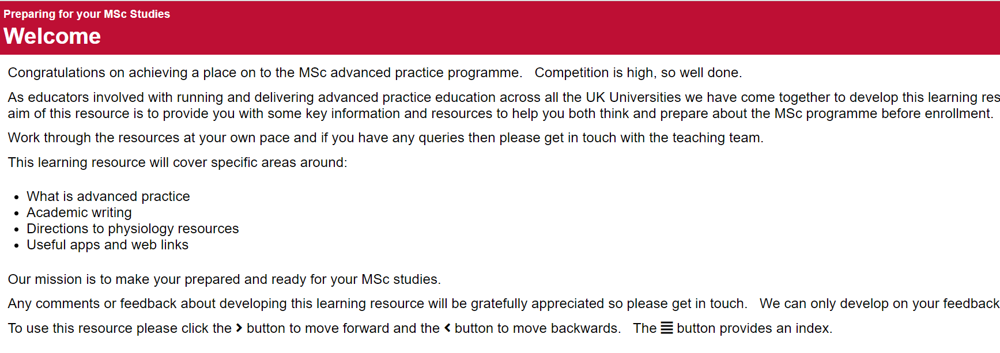 Preparing for your MSc Studies
Welcome
Congratulations on achieving a place on to the MSc advanced practice programme. Competition is high, so well done.
As educators involved with running and delivering advanced practice education across all the UK Universities we have come together to develop this learning res
aim of this resource is to provide you with some key information and resources to help you both think and prepare about the MSc programme before enrollment.
Work through the resources at your own pace and if you have any queries then please get in touch with the teaching team.
This learning resource will cover specific areas around:
• What is advanced practice
• Academic writing
• Directions to physiology resources
• Useful apps and web links
Our mission is to make your prepared and ready for your MSc studies.
Any comments or feedback about developing this learning resource will be gratefully appreciated so please get in touch. We can only develop on your feedback
To use this resource please click the > button to move forward and the < button to move backwards. The ☰ button provides an index.